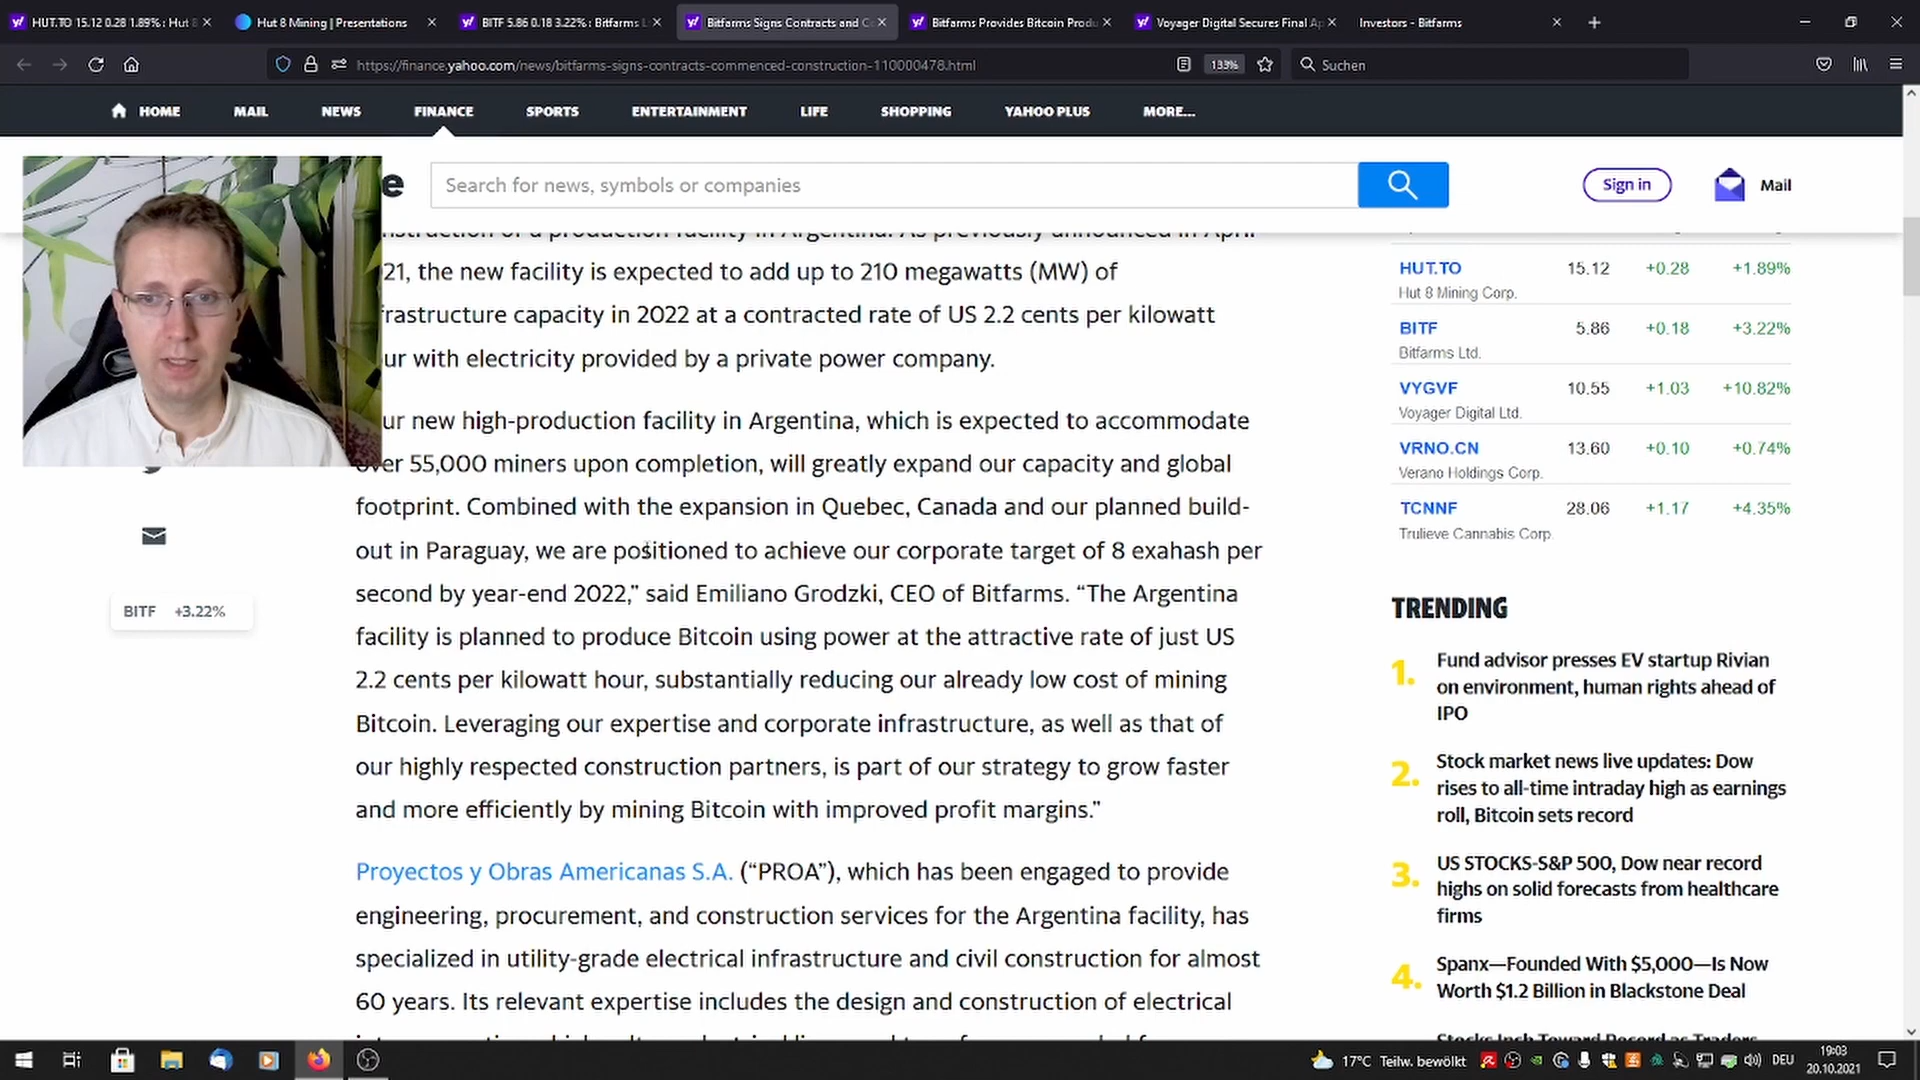 HUT.TO 15.12 0.28 1.89% : Hut 8
Hut 8 Mining | Presentations
BITF 5.86 0.18 3.22% : Bitfarms L
Bitfarms Signs Contracts and C
Bitfarms Provides Bitcoin Produ
Voyager Digital Secures Final Ap
Investors - Bitfarms
https://finance.yahoo.com/news/bitfarms-signs-contracts-commenced-construction-110000478.html
133%
Suchen
HOME
MAIL
NEWS
FINANCE
SPORTS
ENTERTAINMENT
LIFE
SHOPPING
YAHOO PLUS
MORE...
e
Search for news, symbols or companies
Sign in
Mail
nstruction of a production facility in Argentina. As previously announced in April
21, the new facility is expected to add up to 210 megawatts (MW) of
frastructure capacity in 2022 at a contracted rate of US 2.2 cents per kilowatt
ur with electricity provided by a private power company.
ur new high-production facility in Argentina, which is expected to accommodate
over 55,000 miners upon completion, will greatly expand our capacity and global
footprint. Combined with the expansion in Quebec, Canada and our planned build-
out in Paraguay, we are positioned to achieve our corporate target of 8 exahash per
second by year-end 2022,” said Emiliano Grodzki, CEO of Bitfarms. “The Argentina
facility is planned to produce Bitcoin using power at the attractive rate of just US
2.2 cents per kilowatt hour, substantially reducing our already low cost of mining
Bitcoin. Leveraging our expertise and corporate infrastructure, as well as that of
our highly respected construction partners, is part of our strategy to grow faster
and more efficiently by mining Bitcoin with improved profit margins.”
Proyectos y Obras Americanas S.A. (“PROA”), which has been engaged to provide
engineering, procurement, and construction services for the Argentina facility, has
specialized in utility-grade electrical infrastructure and civil construction for almost
60 years. Its relevant expertise includes the design and construction of electrical
BITF +3.22%
HUT.TO 15.12 +0.28 +1.89%
Hut 8 Mining Corp.
BITF 5.86 +0.18 +3.22%
Bitfarms Ltd.
VYGVF 10.55 +1.03 +10.82%
Voyager Digital Ltd.
VRNO.CN 13.60 +0.10 +0.74%
Verano Holdings Corp.
TCNNF 28.06 +1.17 +4.35%
Trulieve Cannabis Corp.
TRENDING
1. Fund advisor presses EV startup Rivian
on environment, human rights ahead of
IPO
2. Stock market news live updates: Dow
rises to all-time intraday high as earnings
roll, Bitcoin sets record
3. US STOCKS-S&P 500, Dow near record
highs on solid forecasts from healthcare
firms
4. Spanx—Founded With $5,000—Is Now
Worth $1.2 Billion in Blackstone Deal
Stocks Inch Toward Record as Traders
17°C Teilw. bewölkt
DEU
19:03
20.10.2021